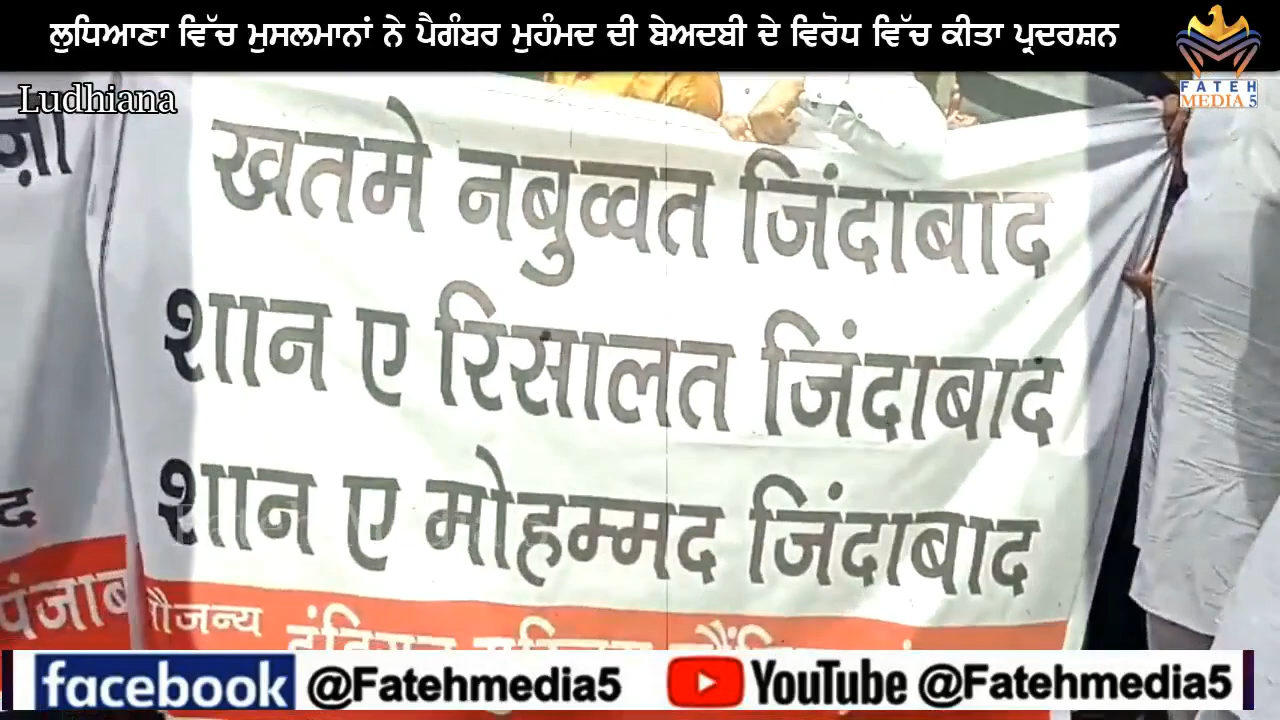 ਲੁਧਿਆਣਾ ਵਿੱਚ ਮੁਸਲਮਾਨਾਂ ਨੇ ਪੈਗੰਬਰ ਮੁਹੰਮਦ ਦੀ ਬੇਅਦਬੀ ਦੇ ਵਿਰੋਧ ਵਿੱਚ ਕੀਤਾ ਪ੍ਰਦਰਸ਼ਨ
FATEH
MEDIA 5
Ludhiana
खतमे नबुव्वत जिंदाबाद
शान ए रिसालत जिंदाबाद
शान ए मोहम्मद जिंदाबाद
पंजाब
facebook @Fatehmedia5 YouTube @Fatehmedia5